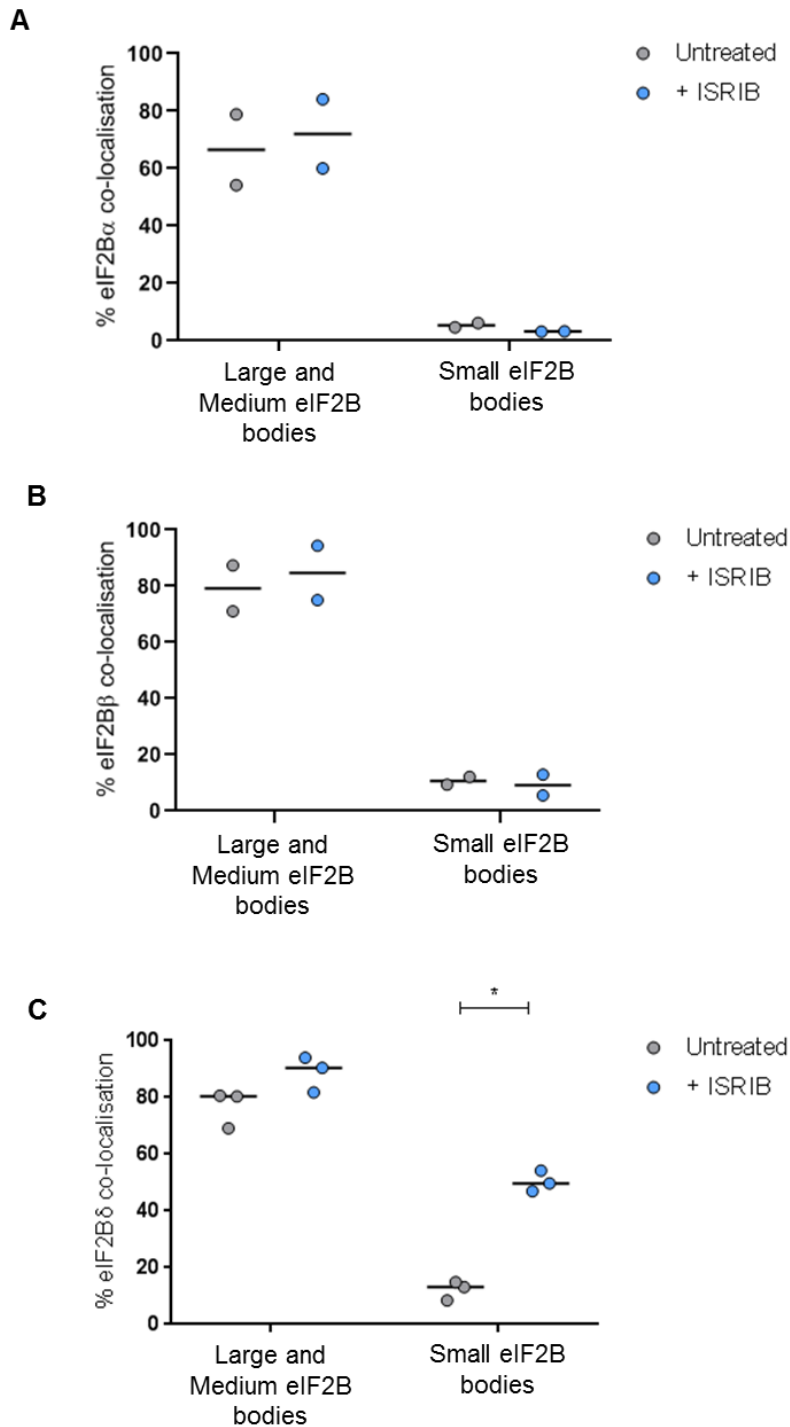 A
% eIF2Bα co-localisation
100
80
60
40
20
0
Untreated
+ ISRIB
Large and
Medium eIF2B
bodies
Small eIF2B
bodies
B
% eIF2Bβ co-localisation
100
80
60
40
20
0
Untreated
+ ISRIB
Large and
Medium eIF2B
bodies
Small eIF2B
bodies
C
% eIF2Bδ co-localisation
100
80
60
40
20
0
*
Untreated
+ ISRIB
Large and
Medium eIF2B
bodies
Small eIF2B
bodies